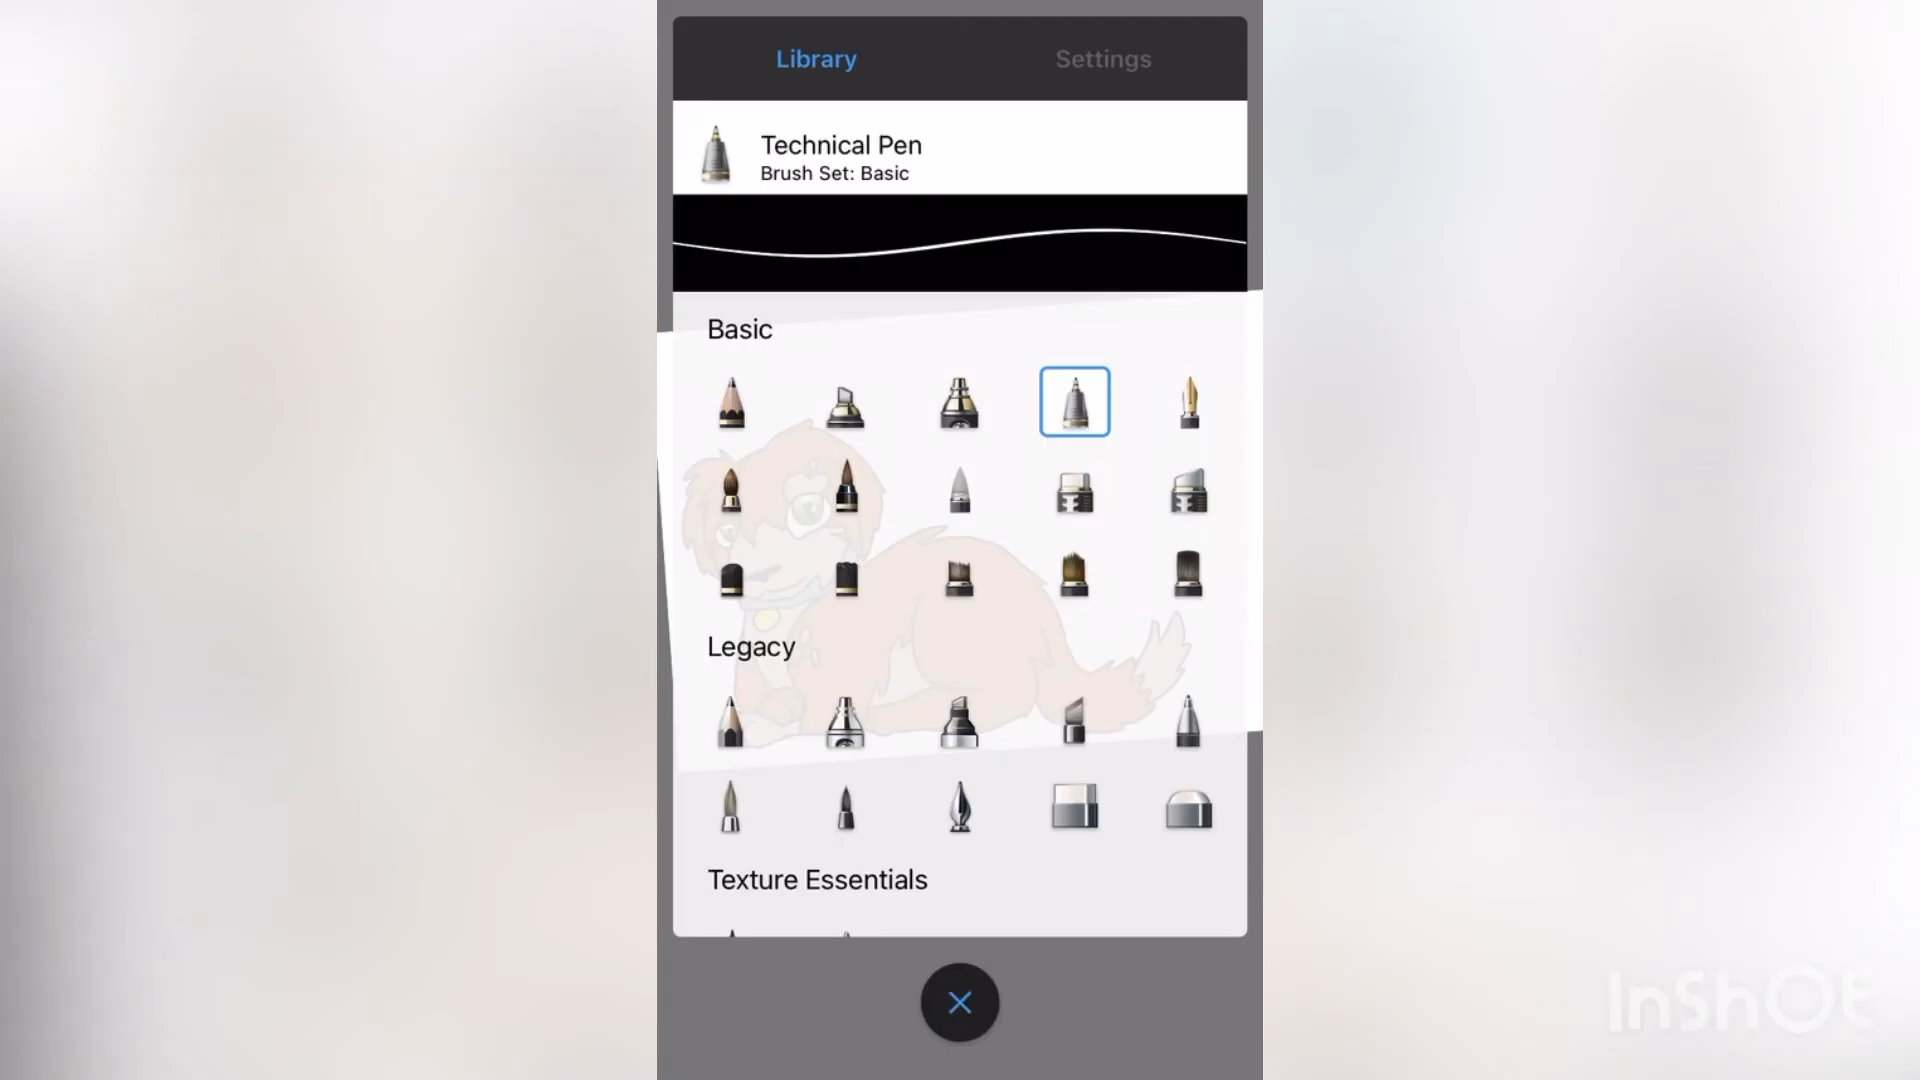 Library
Settings
Technical Pen
Brush Set: Basic
Basic
Legacy
Texture Essentials
InShOt